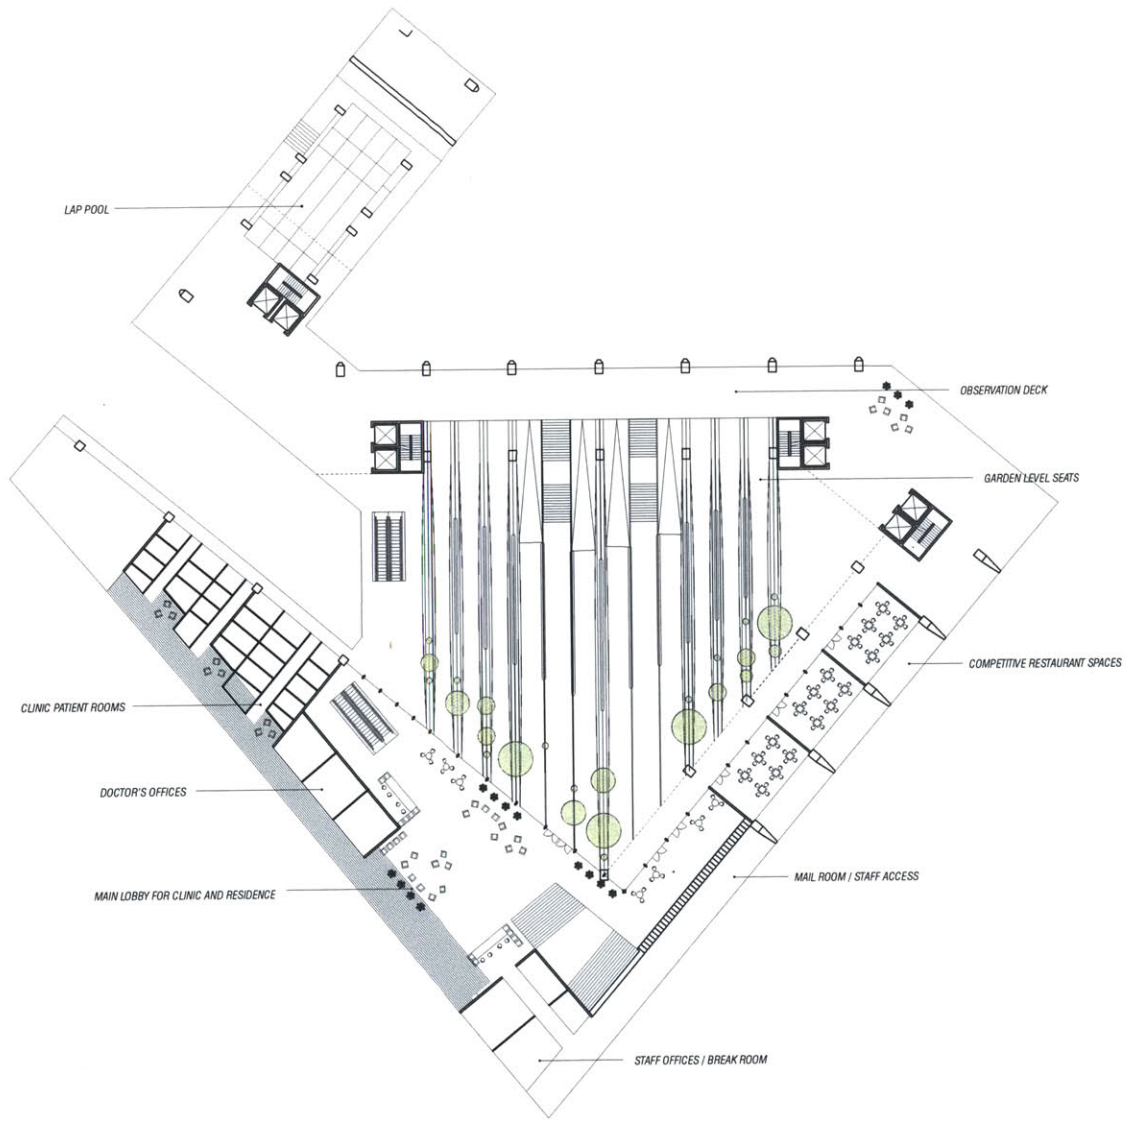 LAP POOL
OBSERVATION DECK
GARDEN LEVEL SEATS
COMPETITIVE RESTAURANT SPACES
CLINIC PATIENT ROOMS
DOCTOR'S OFFICES
MAIL ROOM / STAFF ACCESS
MAIN LOBBY FOR CLINIC AND RESIDENCE
STAFF OFFICES / BREAK ROOM